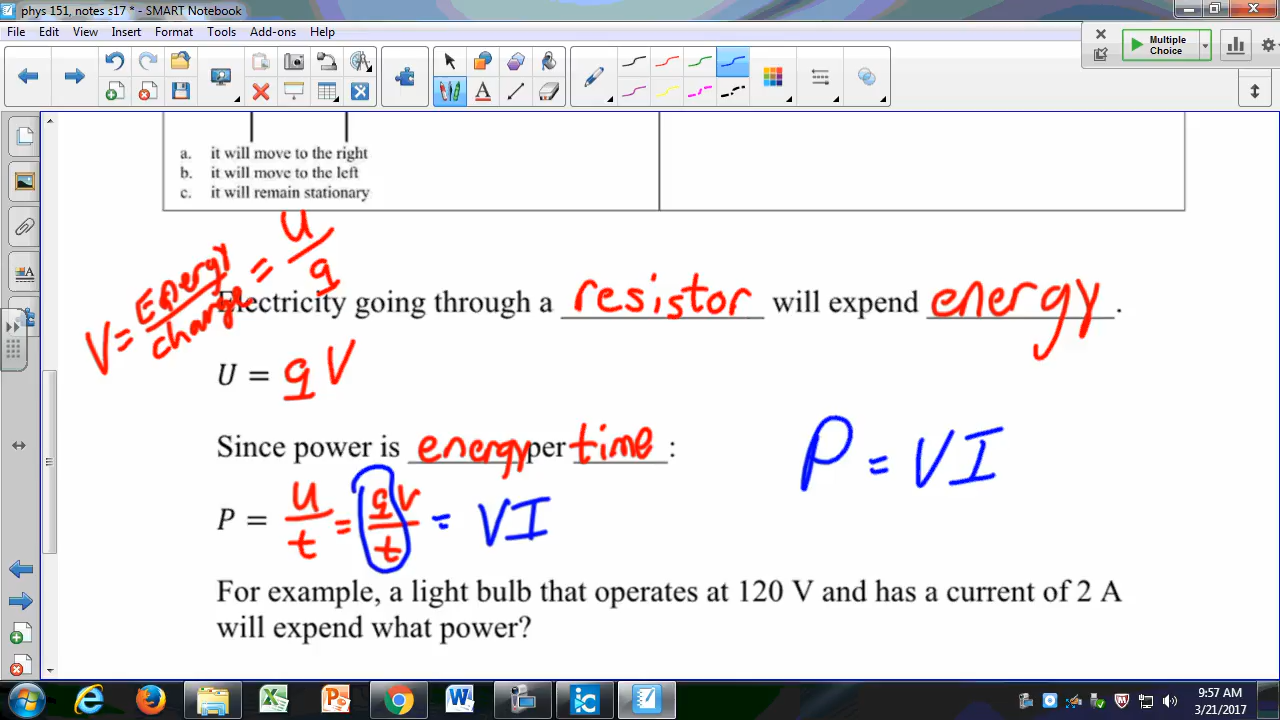 phys 151, notes s17 * - SMART Notebook
File Edit View Insert Format Tools Add-ons Help
Multiple Choice
a. it will move to the right
b. it will move to the left
c. it will remain stationary
V = Energy/charge = U/q
Electricity going through a resistor will expend energy.
U = qV
Since power is energy per time:
P = VI
P = U/t = qV/t = VI
For example, a light bulb that operates at 120 V and has a current of 2 A
will expend what power?
9:57 AM
3/21/2017